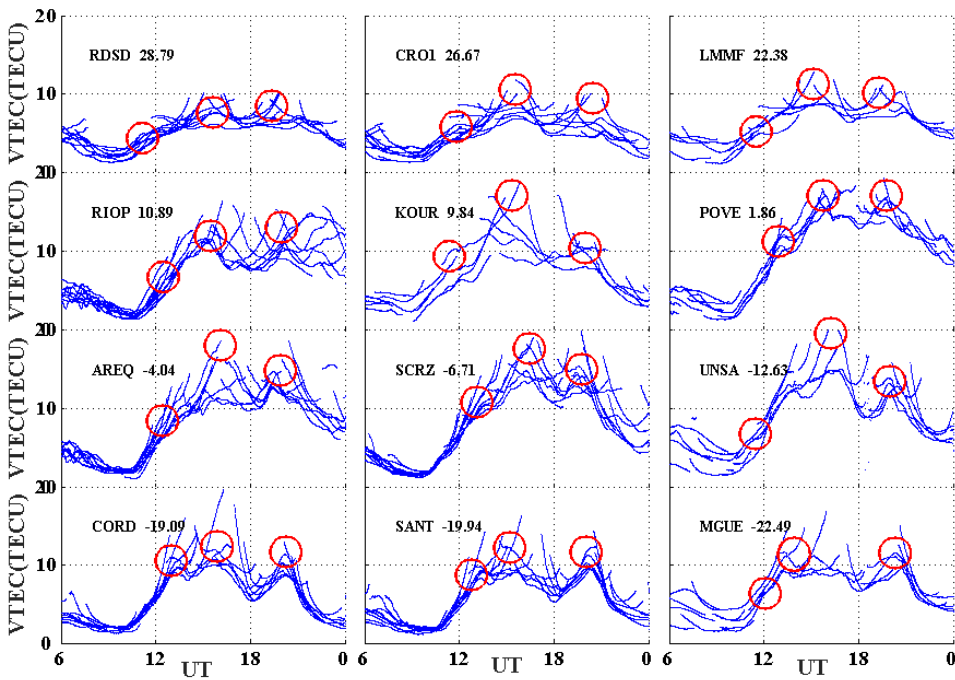 20
RDSD 28.79
CRO1 26.67
LMMF 22.38
10
VTEC(TECU)
20
RIOP 10.89
KOUR 9.84
POVE 1.86
10
VTEC(TECU)
20
AREQ -4.04
SCRZ -6.71
UNSA -12.63
10
VTEC(TECU)
20
CORD -19.09
SANT -19.94
MGUE -22.49
10
VTEC(TECU)
0
6 12 18 0 6 12 18 0 6 12 18 0
UT UT UT